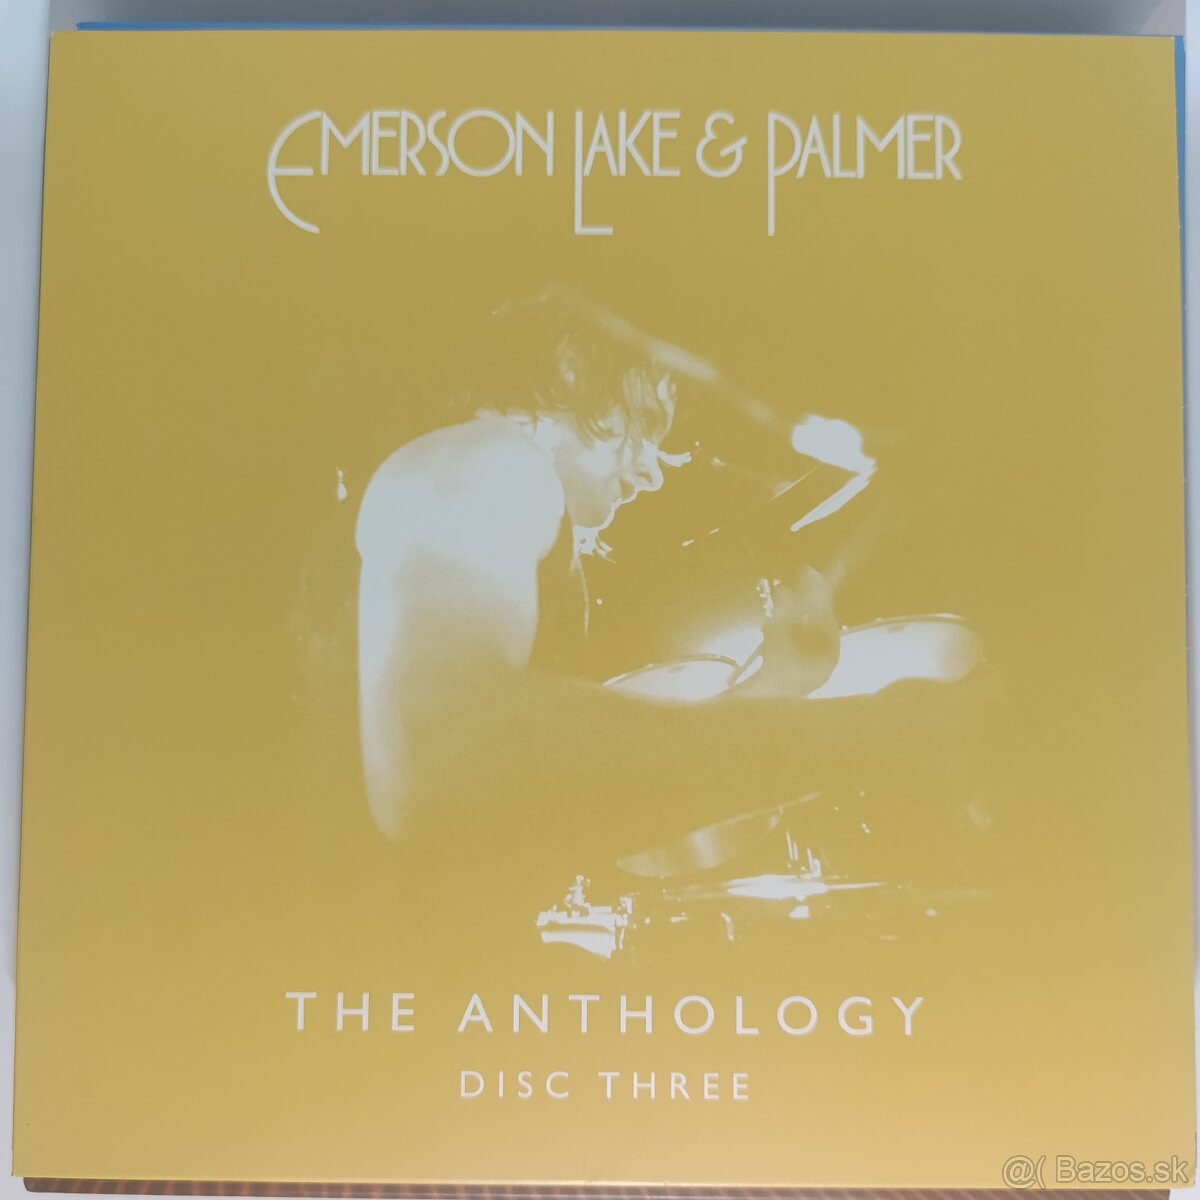 EMERSON LAKE & PALMER
THE ANTHOLOGY
DISC THREE
@( Bazos.sk